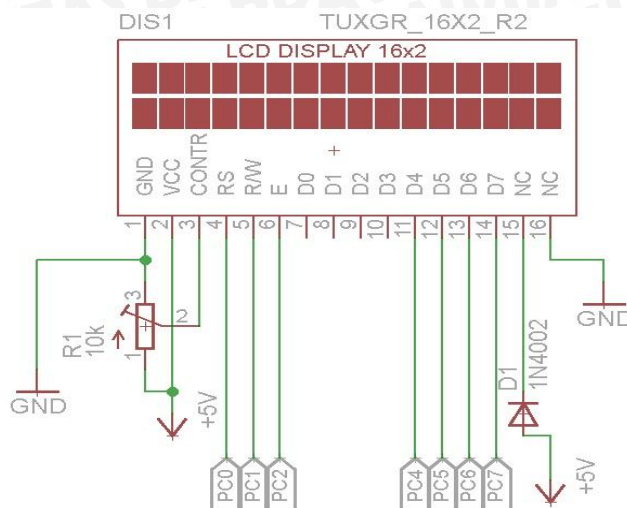 DIS1 TUXGR_16X2_R2
LCD DISPLAY 16x2
GND VCC CONTR RS R/W E D0 D1 D2 D3 D4 D5 D6 D7 NC NC
1 2 3 4 5 6 7 8 9 10 11 12 13 14 15 16
R1
10k
3
2
1
GND
+5V
GND
D1
1N4002
+5V
PC0 PC1 PC2 PC4 PC5 PC6 PC7